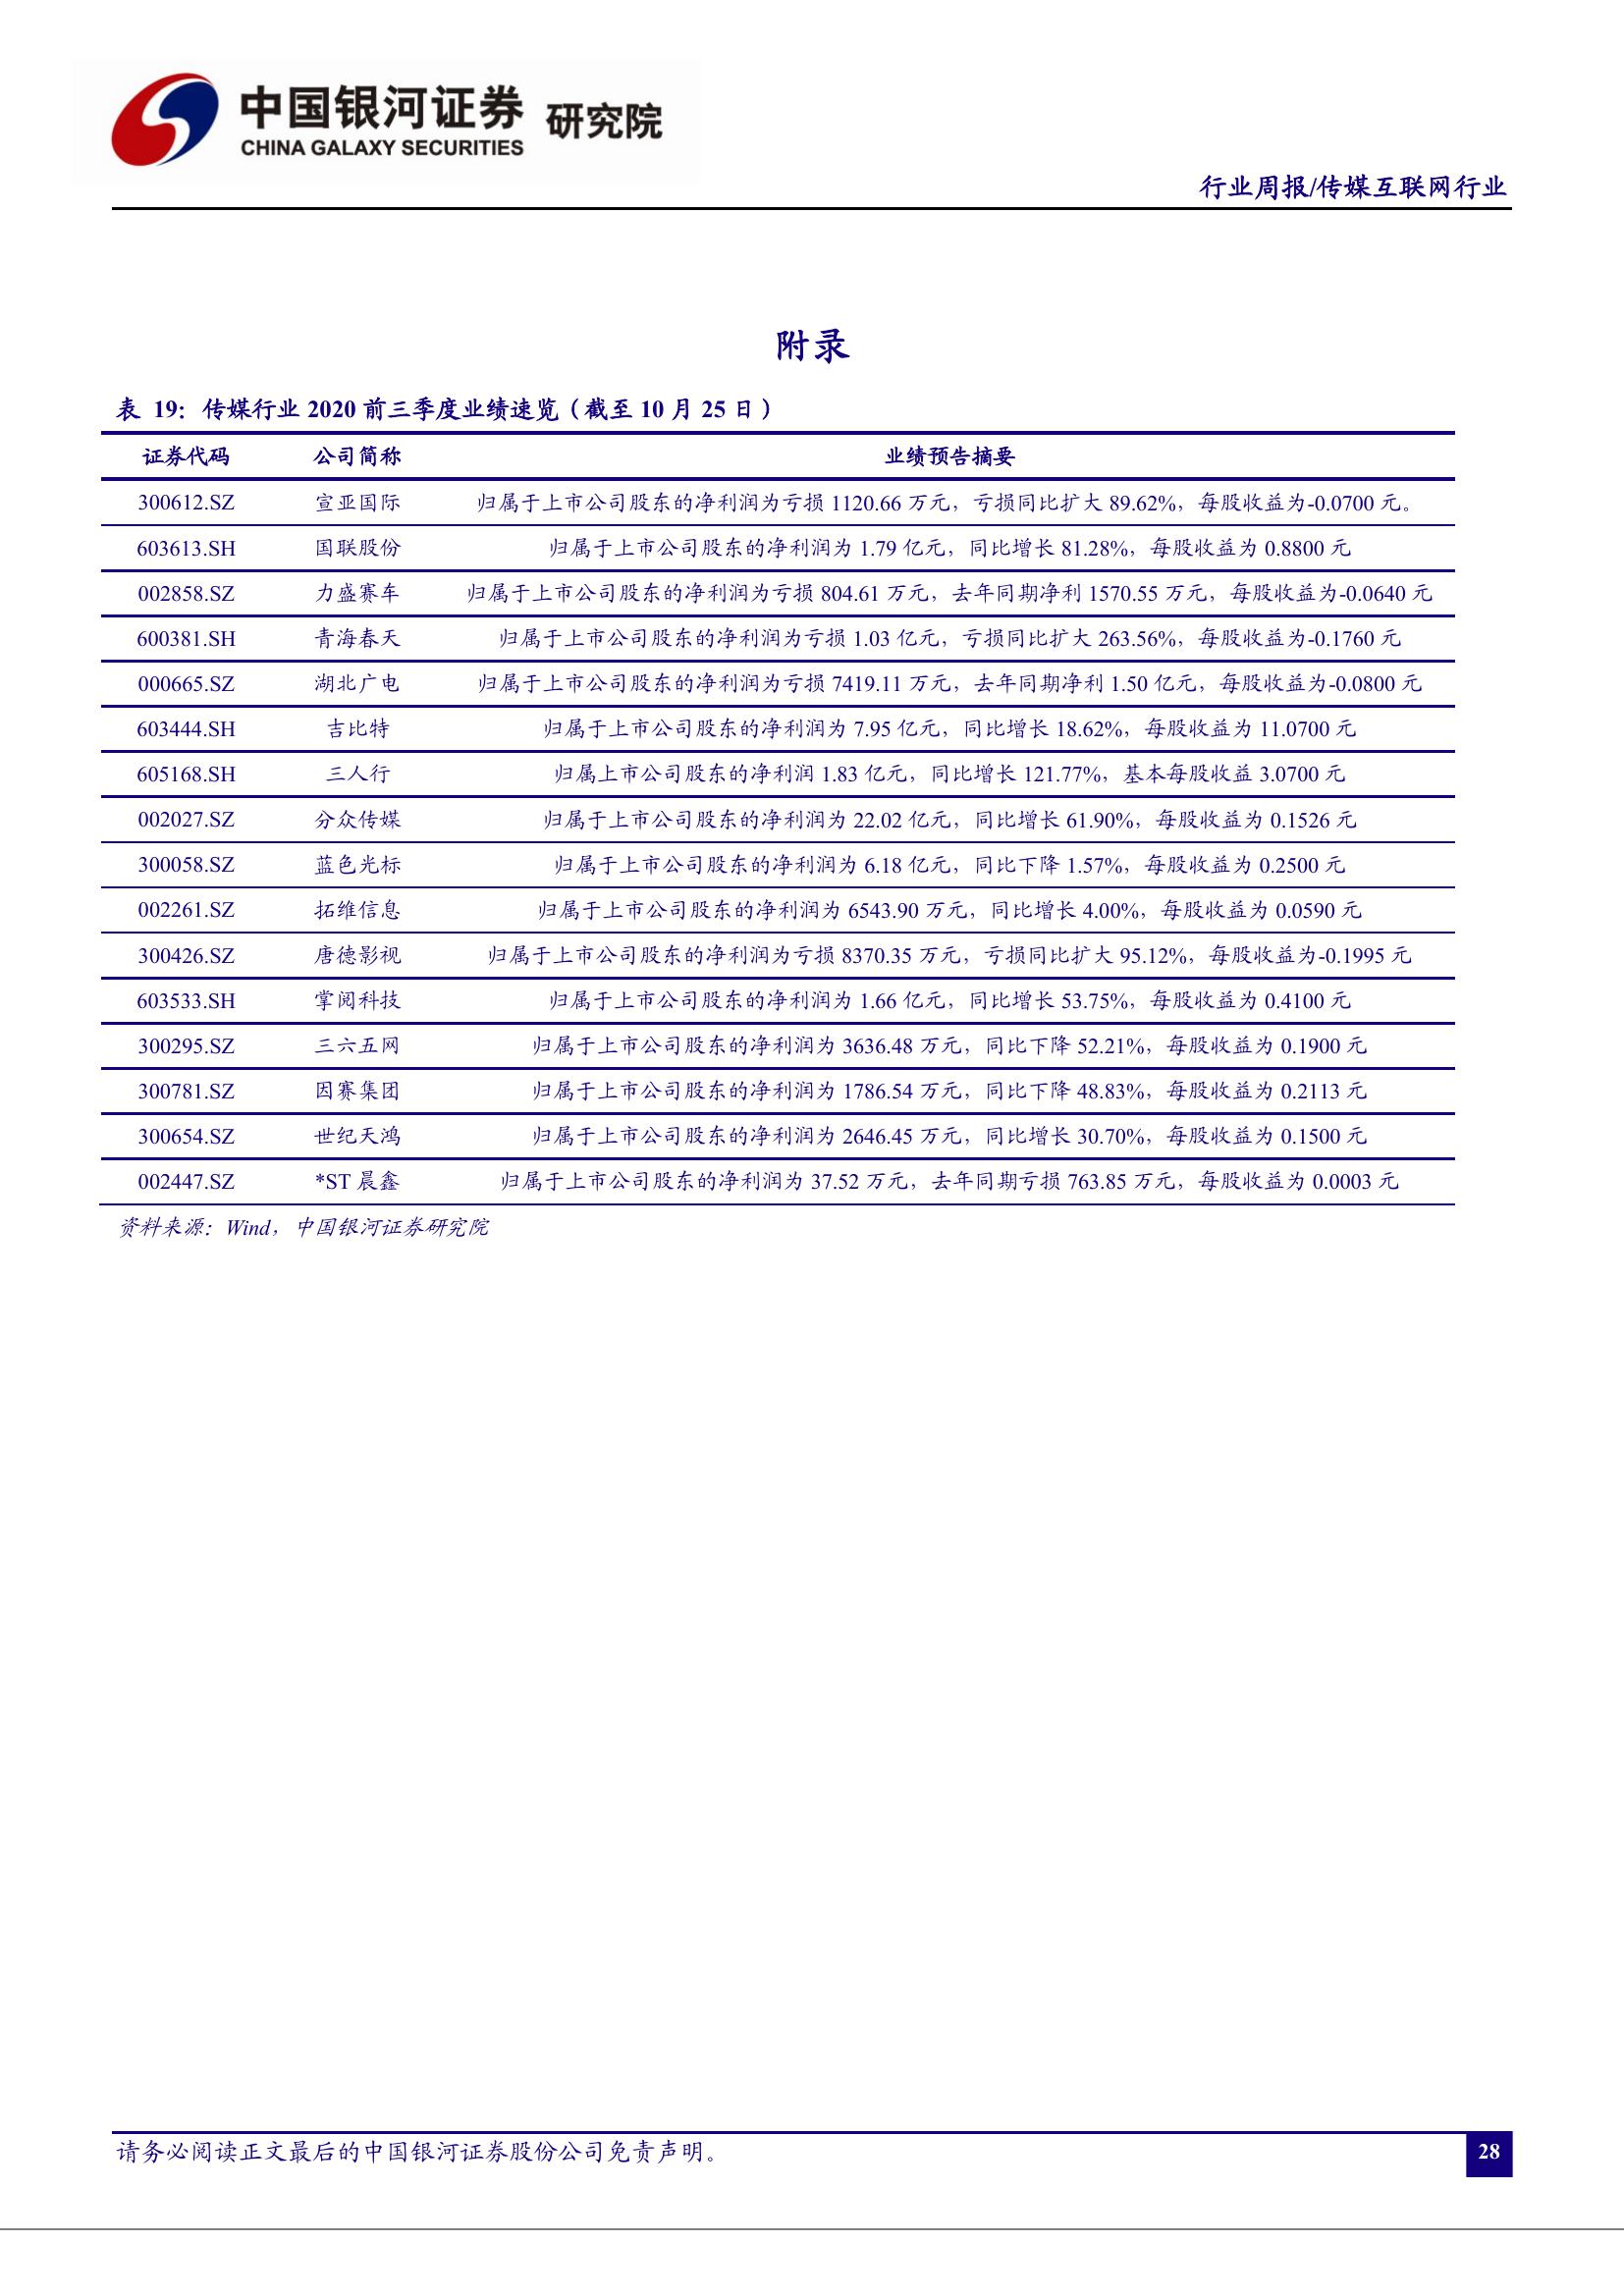 中国银河证券 研究院
CHINA GALAXY SECURITIES
行业周报/传媒互联网行业
附录
表 19：传媒行业 2020 前三季度业绩速览（截至 10 月 25 日）
证券代码 公司简称 业绩预告摘要
300612.SZ 宣亚国际 归属于上市公司股东的净利润为亏损 1120.66 万元，亏损同比扩大 89.62%，每股收益为-0.0700 元。
603613.SH 国联股份 归属于上市公司股东的净利润为 1.79 亿元，同比增长 81.28%，每股收益为 0.8800 元
002858.SZ 力盛赛车 归属于上市公司股东的净利润为亏损 804.61 万元，去年同期净利 1570.55 万元，每股收益为-0.0640 元
600381.SH 青海春天 归属于上市公司股东的净利润为亏损 1.03 亿元，亏损同比扩大 263.56%，每股收益为-0.1760 元
000665.SZ 湖北广电 归属于上市公司股东的净利润为亏损 7419.11 万元，去年同期净利 1.50 亿元，每股收益为-0.0800 元
603444.SH 吉比特 归属于上市公司股东的净利润为 7.95 亿元，同比增长 18.62%，每股收益为 11.0700 元
605168.SH 三人行 归属上市公司股东的净利润 1.83 亿元，同比增长 121.77%，基本每股收益 3.0700 元
002027.SZ 分众传媒 归属于上市公司股东的净利润为 22.02 亿元，同比增长 61.90%，每股收益为 0.1526 元
300058.SZ 蓝色光标 归属于上市公司股东的净利润为 6.18 亿元，同比下降 1.57%，每股收益为 0.2500 元
002261.SZ 拓维信息 归属于上市公司股东的净利润为 6543.90 万元，同比增长 4.00%，每股收益为 0.0590 元
300426.SZ 唐德影视 归属于上市公司股东的净利润为亏损 8370.35 万元，亏损同比扩大 95.12%，每股收益为-0.1995 元
603533.SH 掌阅科技 归属于上市公司股东的净利润为 1.66 亿元，同比增长 53.75%，每股收益为 0.4100 元
300295.SZ 三六五网 归属于上市公司股东的净利润为 3636.48 万元，同比下降 52.21%，每股收益为 0.1900 元
300781.SZ 因赛集团 归属于上市公司股东的净利润为 1786.54 万元，同比下降 48.83%，每股收益为 0.2113 元
300654.SZ 世纪天鸿 归属于上市公司股东的净利润为 2646.45 万元，同比增长 30.70%，每股收益为 0.1500 元
002447.SZ *ST 晨鑫 归属于上市公司股东的净利润为 37.52 万元，去年同期亏损 763.85 万元，每股收益为 0.0003 元
资料来源：Wind，中国银河证券研究院
请务必阅读正文最后的中国银河证券股份公司免责声明。
28